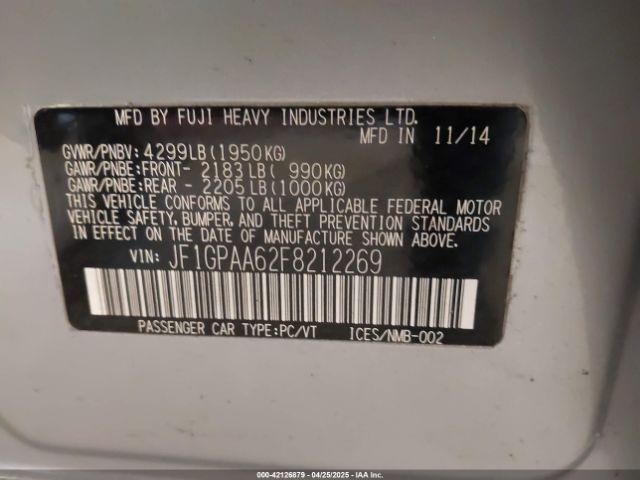 MFD BY FUJI HEAVY INDUSTRIES LTD.
MFD IN 11/14
GVWR/PNBV: 4299LB(1950KG)
GAWR/PNBE:FRONT- 2183LB( 990KG)
GAWR/PNBE:REAR - 2205LB(1000KG)
THIS VEHICLE CONFORMS TO ALL APPLICABLE FEDERAL MOTOR
VEHICLE SAFETY, BUMPER, AND THEFT PREVENTION STANDARDS
IN EFFECT ON THE DATE OF MANUFACTURE SHOWN ABOVE.
VIN: JF1GPAA62F8212269
PASSENGER CAR TYPE:PC/VT ICES/NMB-002
000-42126879 - 04/25/2025 - IAA, Inc.